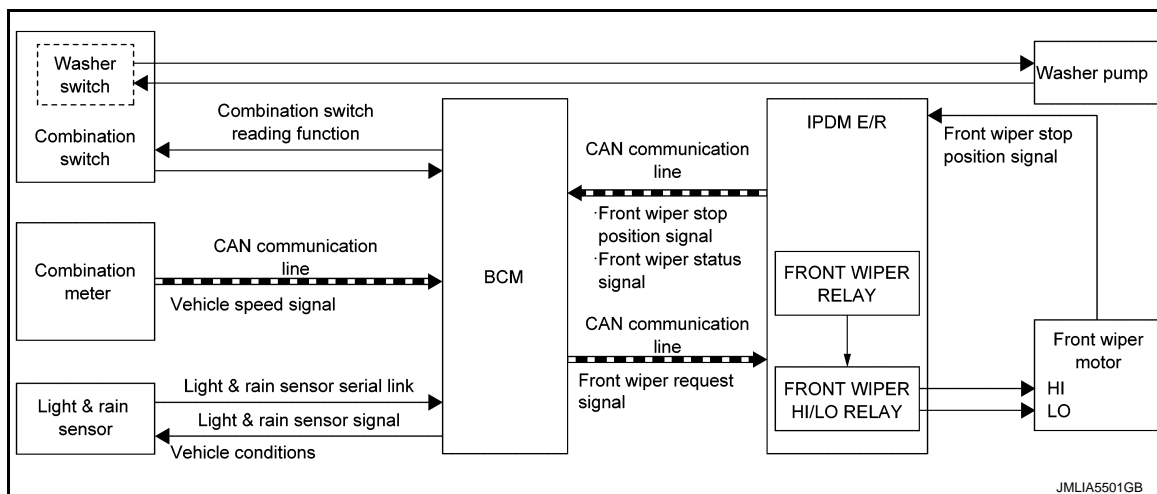 Washer
switch
Combination
switch
Combination switch
reading function
Washer pump
IPDM E/R
Front wiper stop
position signal
CAN communication
line
·Front wiper stop
position signal
·Front wiper status
signal
Combination
meter
CAN communication
line
Vehicle speed signal
BCM
FRONT WIPER
RELAY
CAN communication
line
Front wiper request
signal
FRONT WIPER
HI/LO RELAY
Front wiper
motor
HI
LO
Light & rain
sensor
Light & rain sensor serial link
Light & rain sensor signal
Vehicle conditions
JMLIA5501GB